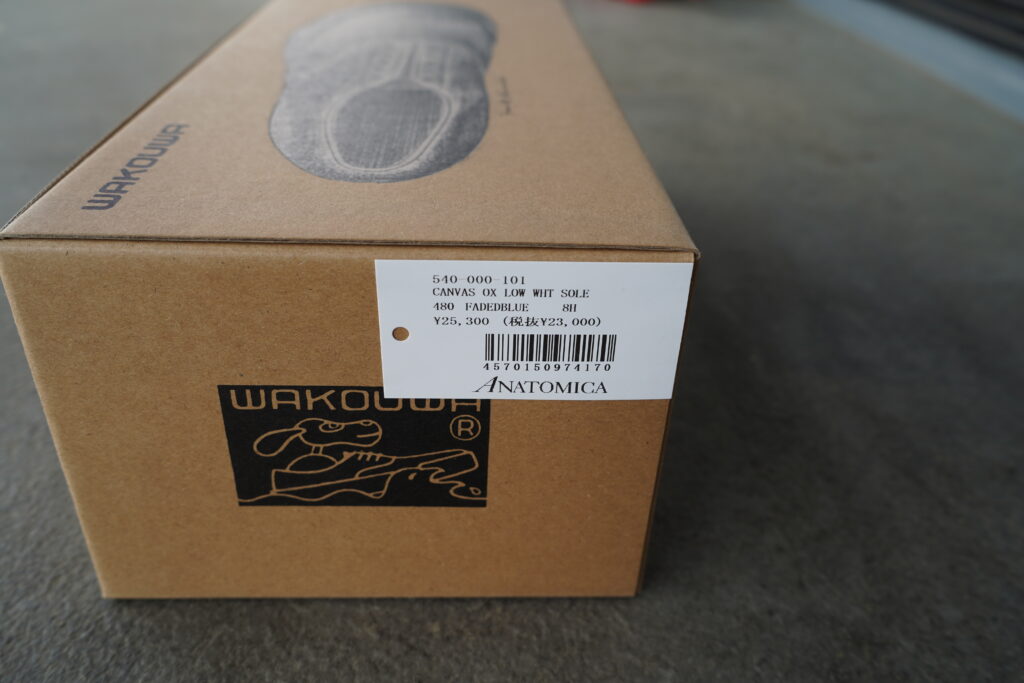 WAKOUWA
540-000-101
CANVAS OX LOW WHT SOLE
480 FADEDBLUE 8H
¥25,300 (税抜¥23,000)
4570150974170
ANATOMICA
WAKOUWA
R